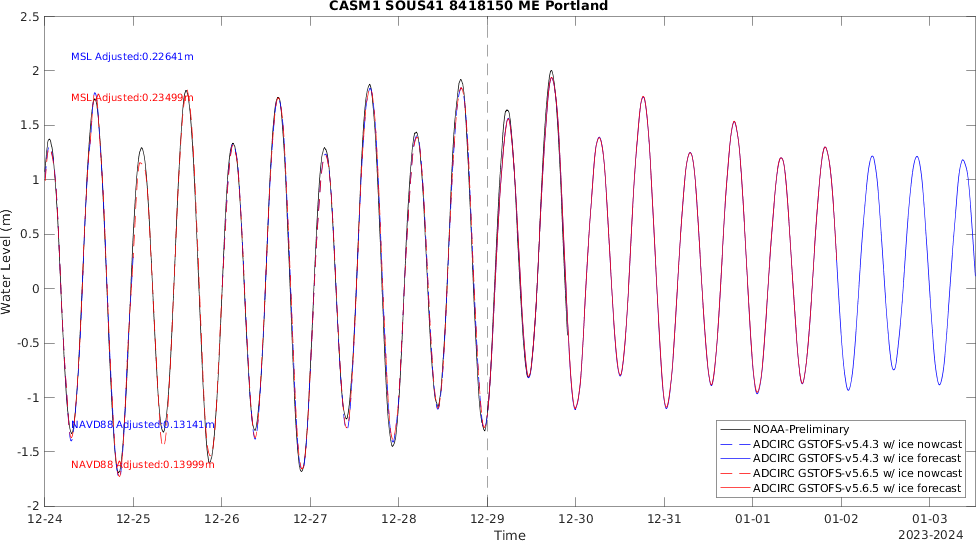 CASM1 SOUS41 8418150 ME Portland
2.5
2
1.5
1
0.5
0
-0.5
-1
-1.5
-2
Water Level (m)
MSL Adjusted:0.22641m
MSL Adjusted:0.23499m
NAVD88 Adjusted:0.13141m
NAVD88 Adjusted:0.13999m
NOAA-Preliminary
ADCIRC GSTOFS-v5.4.3 w/ ice nowcast
ADCIRC GSTOFS-v5.4.3 w/ ice forecast
ADCIRC GSTOFS-v5.6.5 w/ ice nowcast
ADCIRC GSTOFS-v5.6.5 w/ ice forecast
12-24 12-25 12-26 12-27 12-28 12-29 12-30 12-31 01-01 01-02 01-03
Time
2023-2024